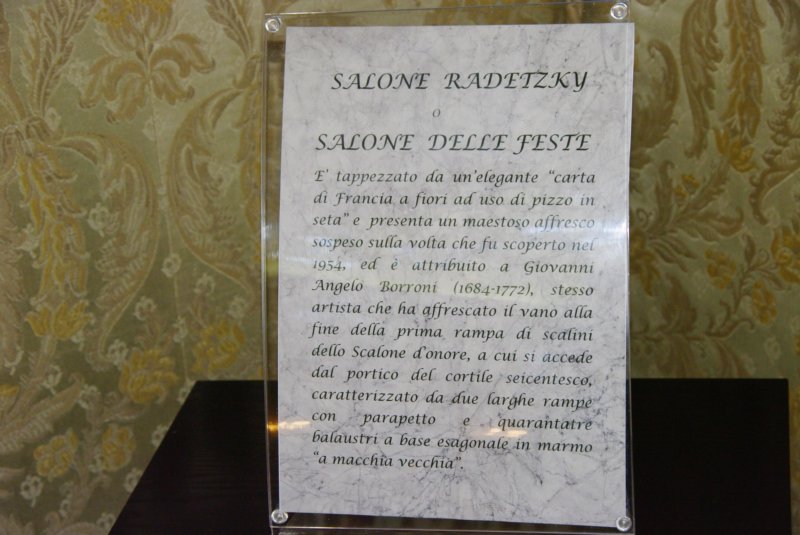 SALONE RADETZKY
O
SALONE DELLE FESTE
E' tappezzato da un'elegante "carta
di Francia a fiori ad uso di pizzo in
seta" e presenta un maestoso affresco
sospeso sulla volta che fu scoperto nel
1954, ed è attribuito a Giovanni
Angelo Borroni (1684-1772), stesso
artista che ha affrescato il vano alla
fine della prima rampa di scalini
dello Scalone d'onore, a cui si accede
dal portico del cortile seicentesco,
caratterizzato da due larghe rampe
con parapetto e quarantatre
balaustri a base esagonale in marmo
"a macchia vecchia".